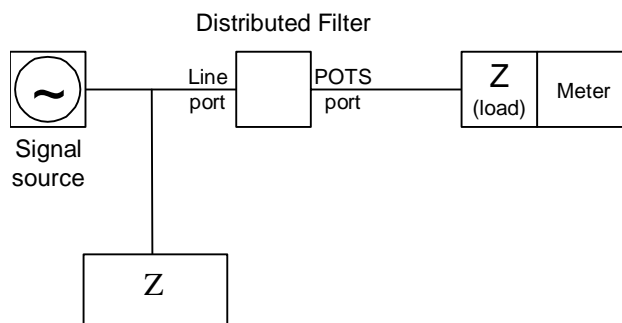 Distributed Filter
~
Line port
POTS port
Z
(load)
Meter
Signal
source
Z